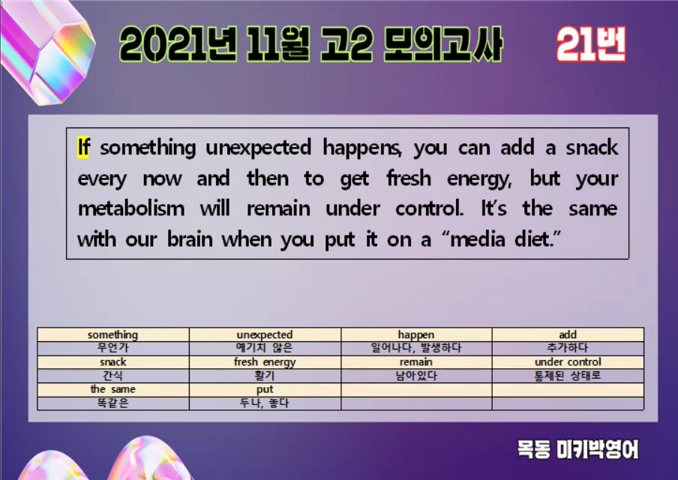 2021년 11월 고2 모의고사 21번
If something unexpected happens, you can add a snack
every now and then to get fresh energy, but your
metabolism will remain under control. It's the same
with our brain when you put it on a "media diet."
something unexpected happen add
무언가 예기치 않은 일어나다, 발생하다 추가하다
snack fresh energy remain under control
간식 활기 남아있다 통제된 상태로
the same put
똑같은 두나, 놓다
목동 미키박영어